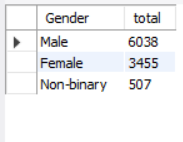 Gender total
Male 6038
Female 3455
Non-binary 507